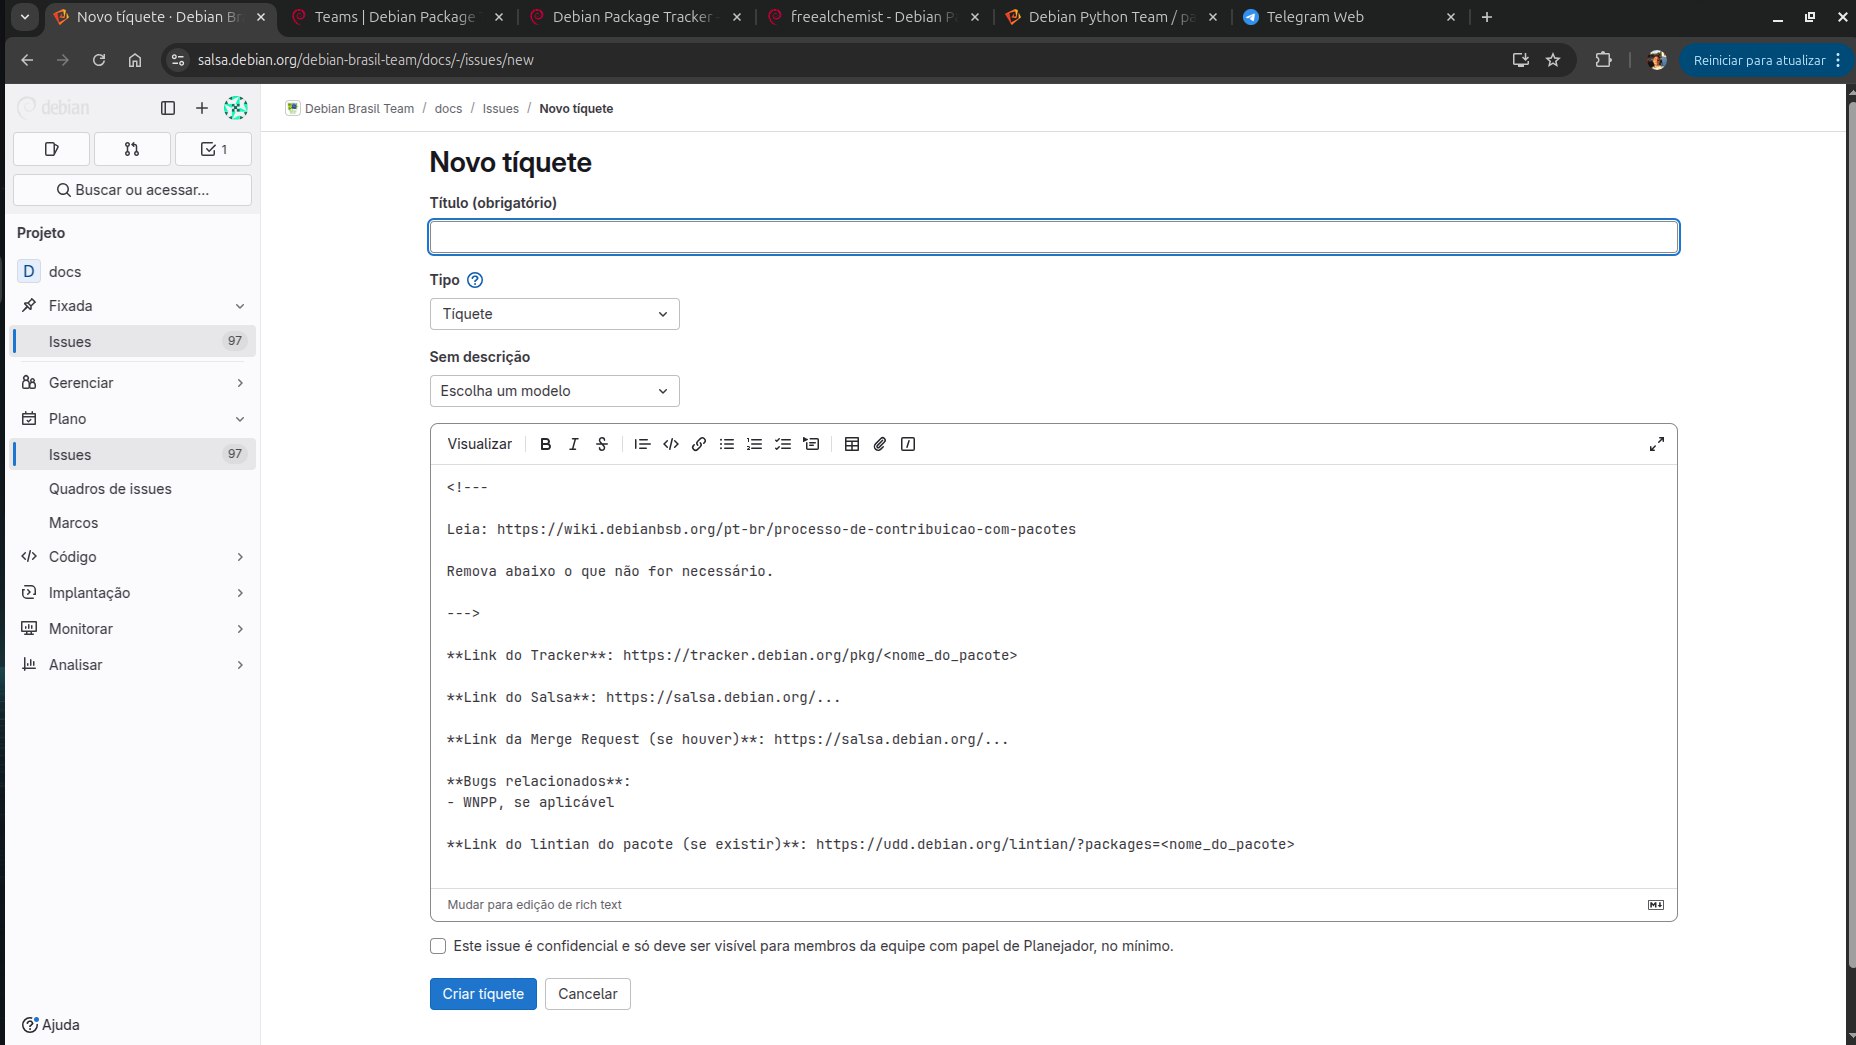 Novo tíquete · Debian Br
Teams | Debian Package
Debian Package Tracker
freealchemist - Debian P
Debian Python Team / pa
Telegram Web
salsa.debian.org/debian-brasil-team/docs/-/issues/new
Reiniciar para atualizar
debian
Debian Brasil Team / docs / Issues / Novo tíquete
1
Buscar ou acessar...
Projeto
D docs
Fixada
Issues 97
Gerenciar
Plano
Issues 97
Quadros de issues
Marcos
Código
Implantação
Monitorar
Analisar
Ajuda
Novo tíquete
Título (obrigatório)
Tipo
Tíquete
Sem descrição
Escolha um modelo
Visualizar
<!---
Leia: https://wiki.debianbsb.org/pt-br/processo-de-contribuicao-com-pacotes
Remova abaixo o que não for necessário.
--->
**Link do Tracker**: https://tracker.debian.org/pkg/<nome_do_pacote>
**Link do Salsa**: https://salsa.debian.org/...
**Link da Merge Request (se houver)**: https://salsa.debian.org/...
**Bugs relacionados**:
- WNPP, se aplicável
**Link do lintian do pacote (se existir)**: https://udd.debian.org/lintian/?packages=<nome_do_pacote>
Mudar para edição de rich text
Este issue é confidencial e só deve ser visível para membros da equipe com papel de Planejador, no mínimo.
Criar tíquete
Cancelar